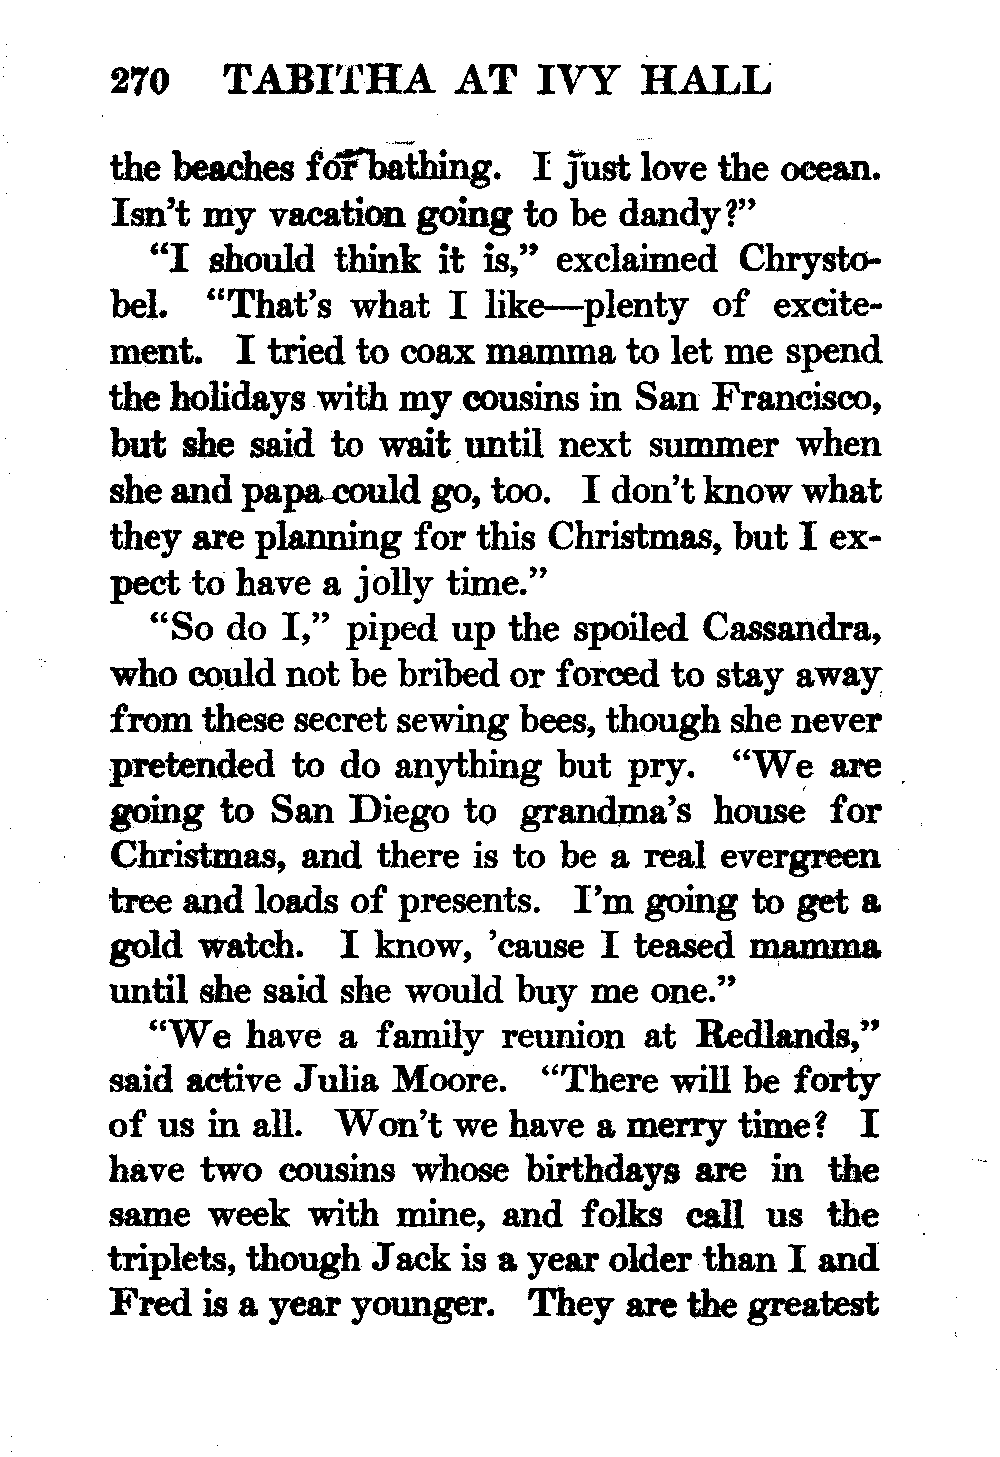 270 TABITHA AT IVY HALL
the beaches for bathing. I just love the ocean.
Isn't my vacation going to be dandy?"
"I should think it is," exclaimed Chrysto-
bel. "That's what I like—plenty of excite-
ment. I tried to coax mamma to let me spend
the holidays with my cousins in San Francisco,
but she said to wait until next summer when
she and papa could go, too. I don't know what
they are planning for this Christmas, but I ex-
pect to have a jolly time."
"So do I," piped up the spoiled Cassandra,
who could not be bribed or forced to stay away
from these secret sewing bees, though she never
pretended to do anything but pry. "We are
going to San Diego to grandma's house for
Christmas, and there is to be a real evergreen
tree and loads of presents. I'm going to get a
gold watch. I know, 'cause I teased mamma
until she said she would buy me one."
"We have a family reunion at Redlands,"
said active Julia Moore. "There will be forty
of us in all. Won't we have a merry time? I
have two cousins whose birthdays are in the
same week with mine, and folks call us the
triplets, though Jack is a year older than I and
Fred is a year younger. They are the greatest